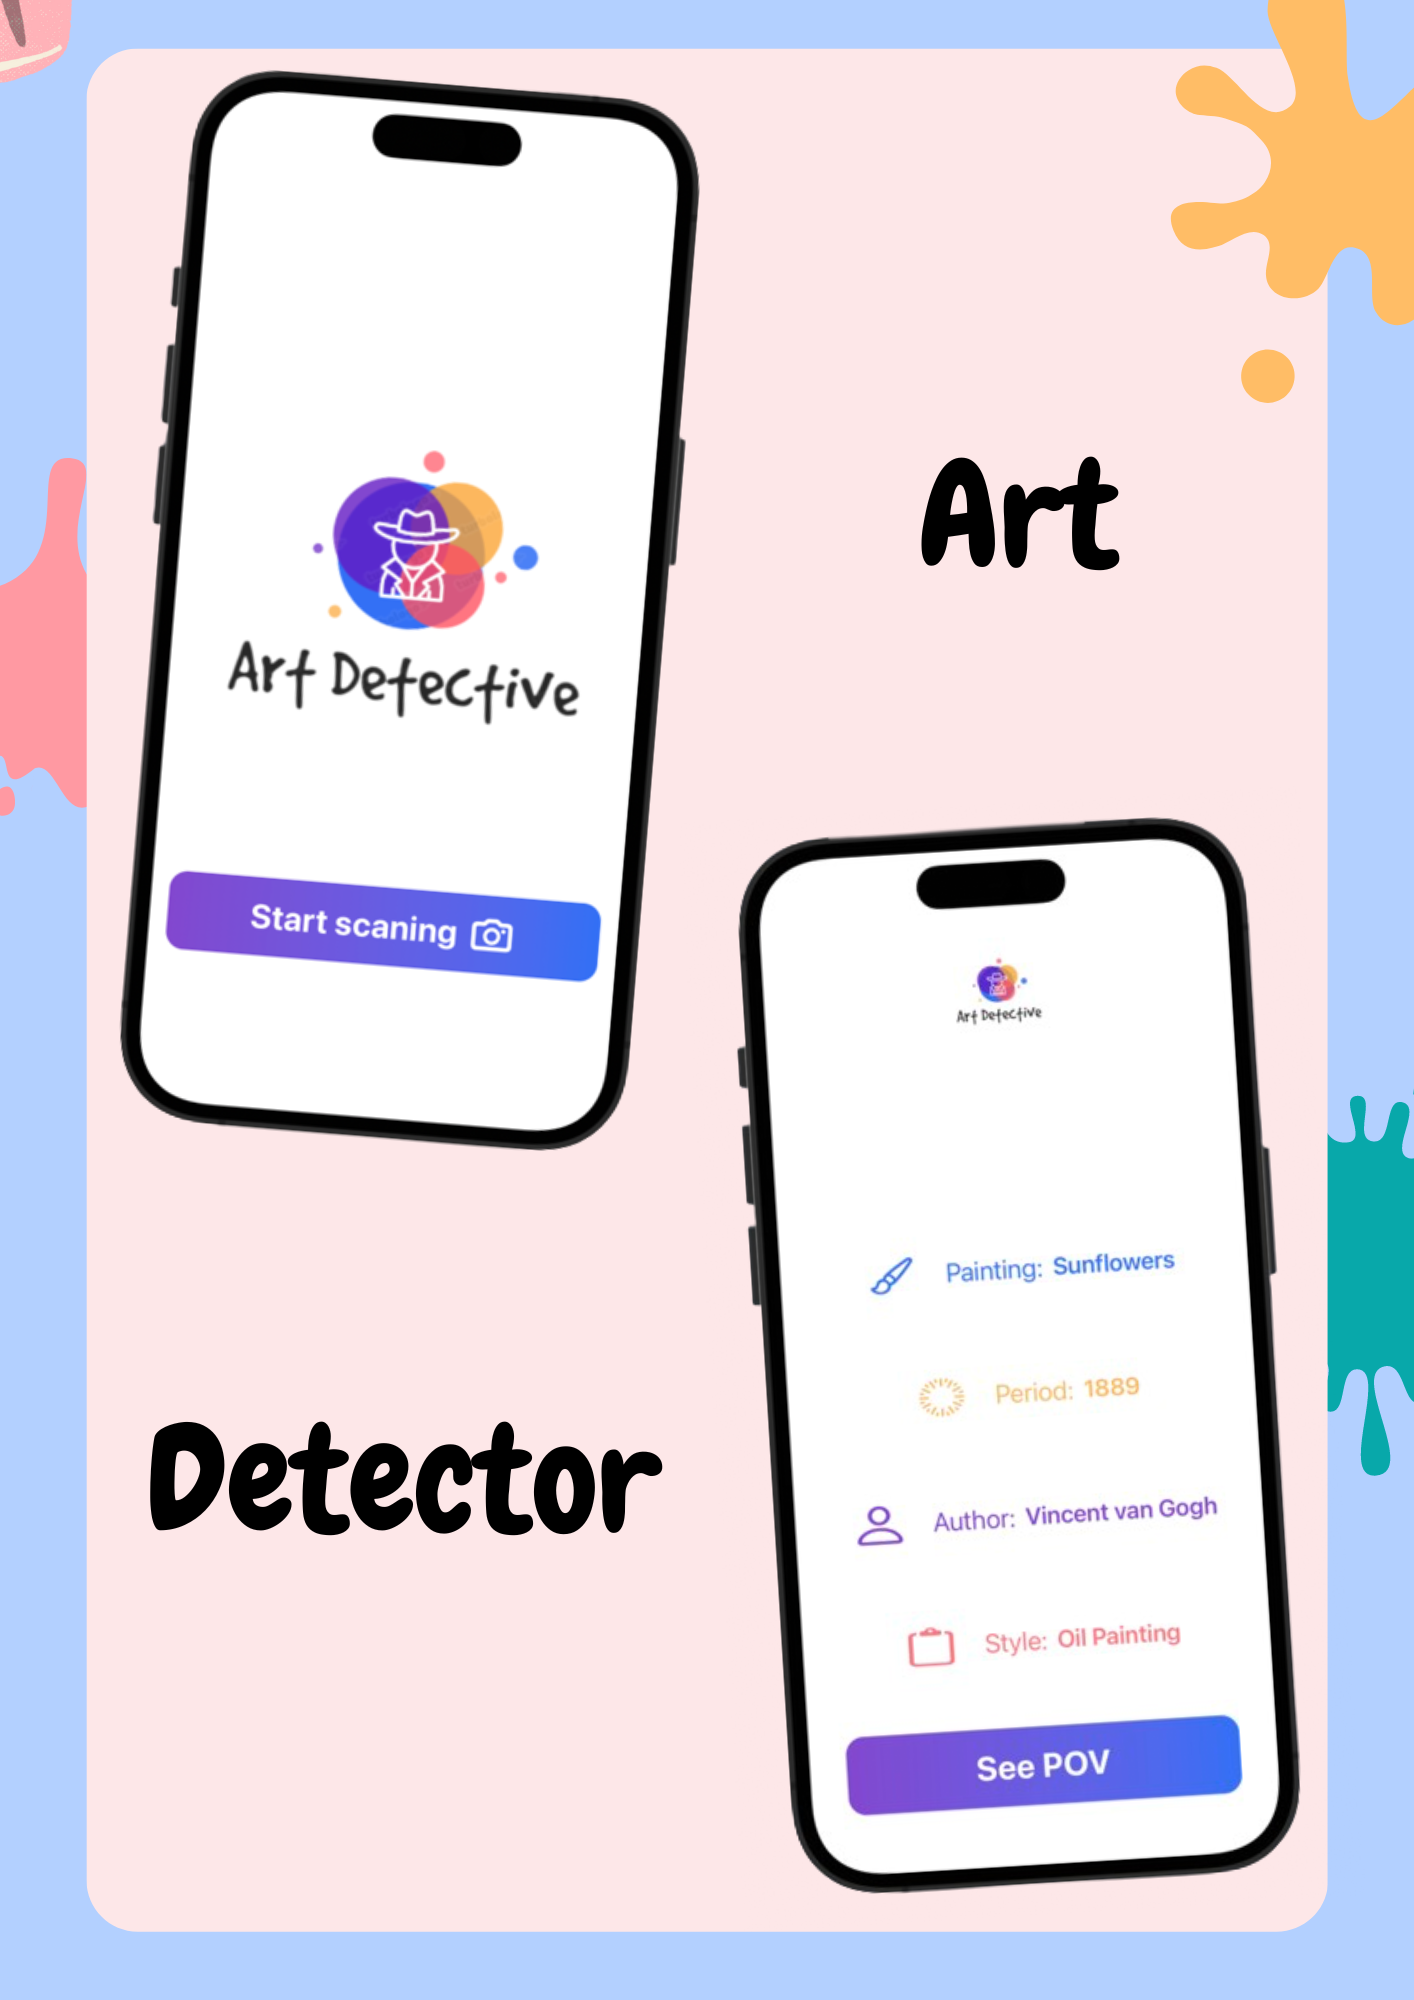 Art Detective
Start scaning
Art
Art Detective
Painting: Sunflowers
Period: 1889
Author: Vincent van Gogh
Style: Oil Painting
See POV
Detector